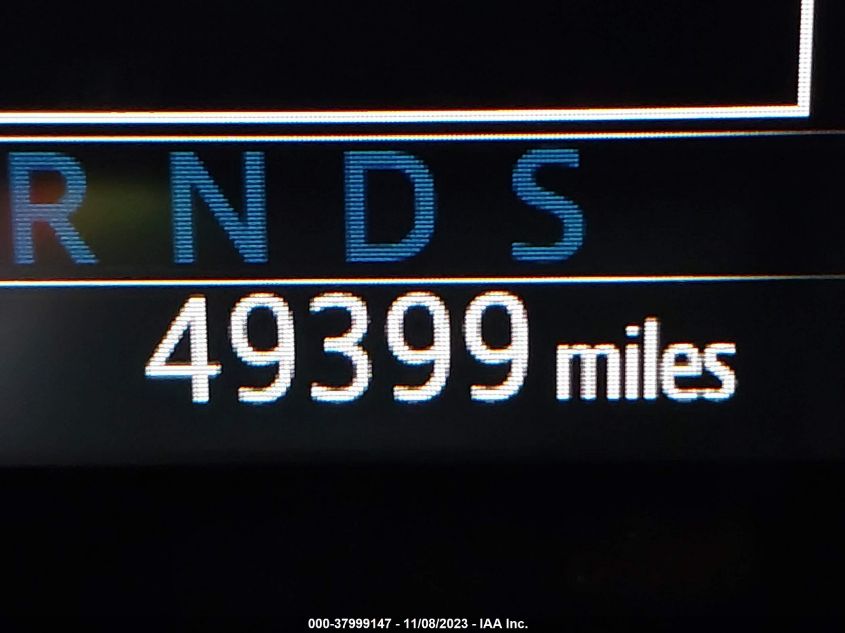 R N D S
49399 miles
000-37999147 - 11/08/2023 - IAA Inc.